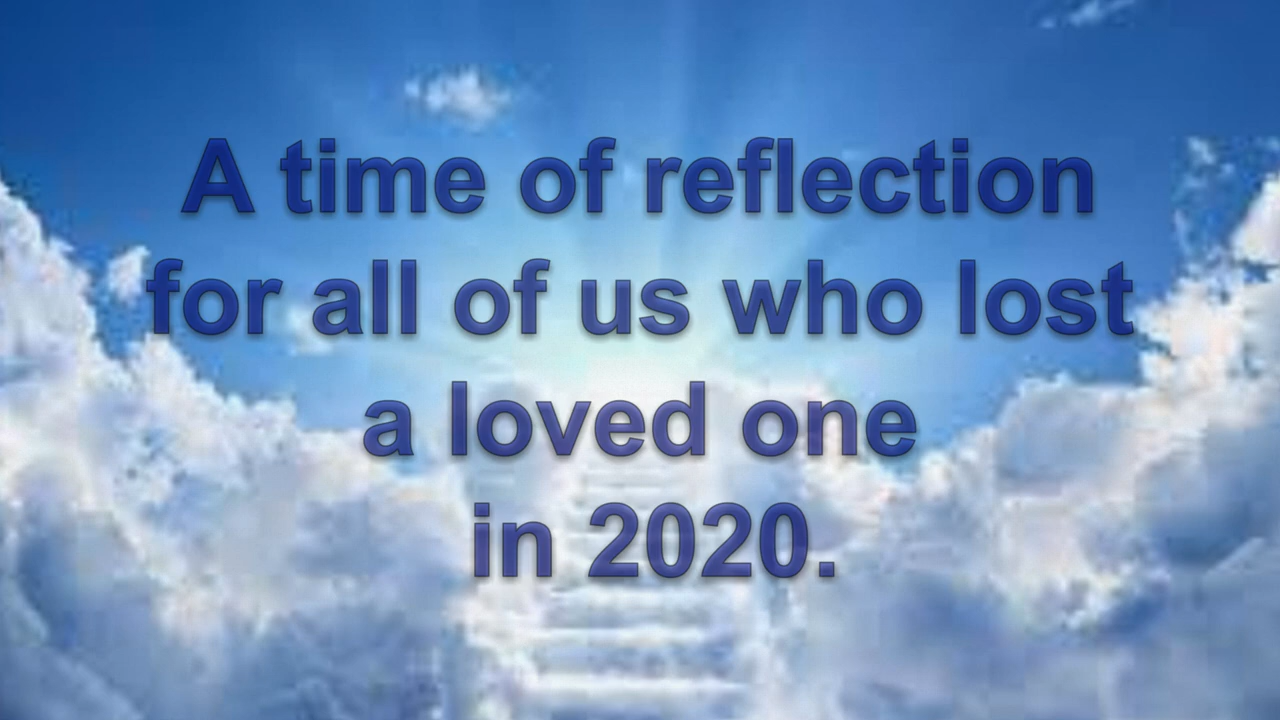 A time of reflection
for all of us who lost
a loved one
in 2020.